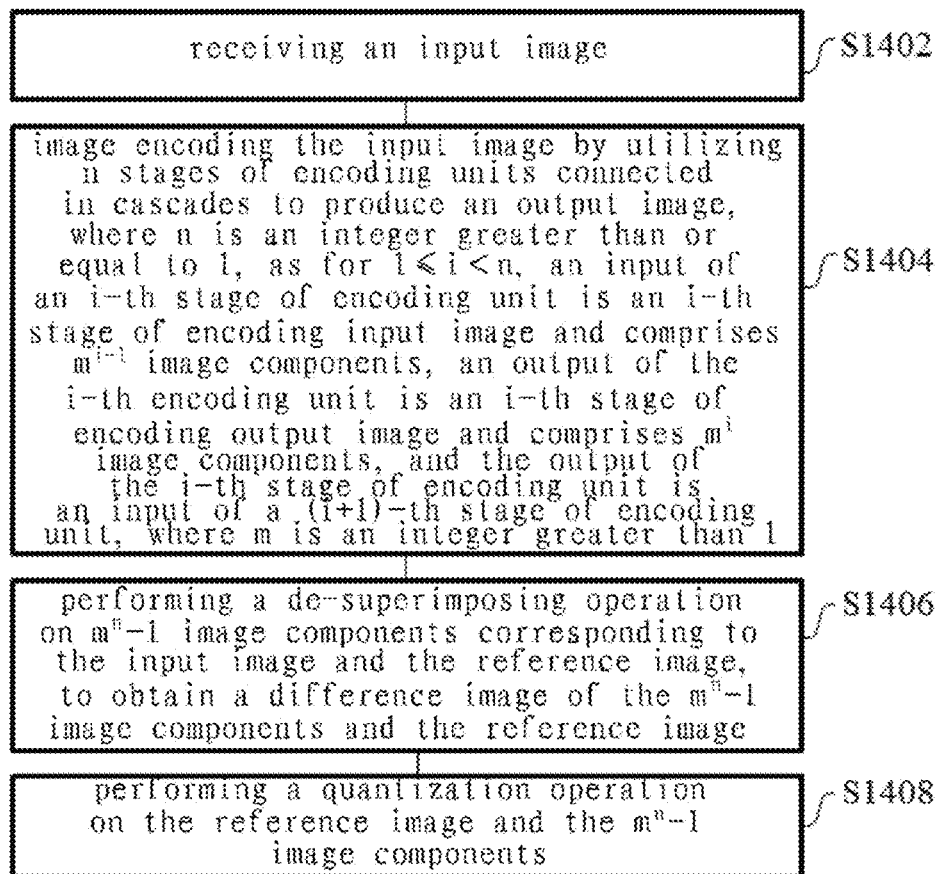 receiving an input image
S1402
image encoding the input image by utilizing
n stages of encoding units connected
in cascades to produce an output image,
where n is an integer greater than or
equal to 1, as for 1≤i<n, an input of
an i-th stage of encoding unit is an i-th
stage of encoding input image and comprises
mⁱ⁻¹ image components, an output of the
i-th encoding unit is an i-th stage of
encoding output image and comprises mⁱ
image components, and the output of
the i-th stage of encoding unit is
an input of a (i+1)-th stage of encoding
unit, where m is an integer greater than 1
S1404
performing a de-superimposing operation
on mⁿ-1 image components corresponding to
the input image and the reference image,
to obtain a difference image of the mⁿ-1
image components and the reference image
S1406
performing a quantization operation
on the reference image and the mⁿ-1
image components
S1408